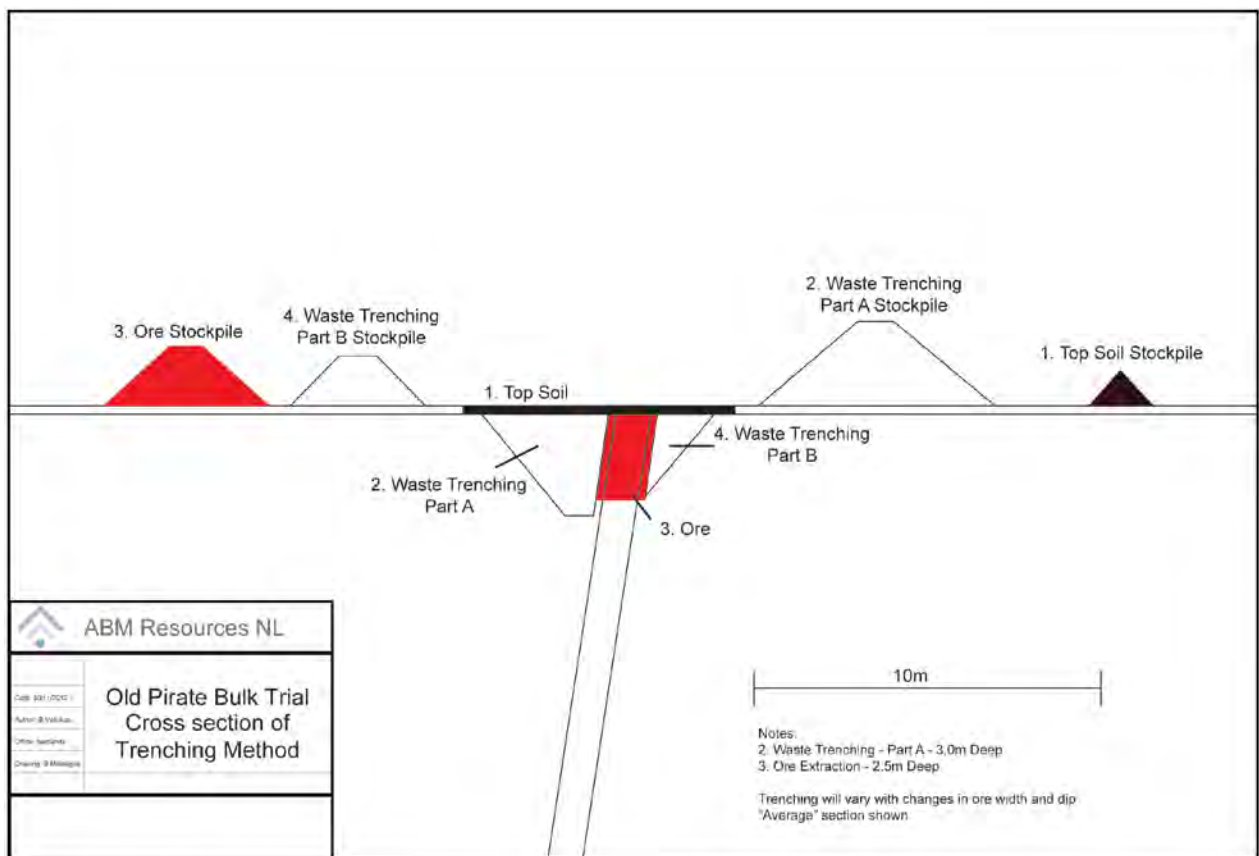 2. Waste Trenching
Part A Stockpile
4. Waste Trenching
Part B Stockpile
3. Ore Stockpile
1. Top Soil Stockpile
1. Top Soil
4. Waste Trenching
Part B
2. Waste Trenching
Part A
3. Ore
ABM Resources NL
Old Pirate Bulk Trial
Cross section of
Trenching Method
10m
Notes:
2. Waste Trenching - Part A - 3.0m Deep
3. Ore Extraction - 2.5m Deep
Trenching will vary with changes in ore width and dip
"Average" section shown